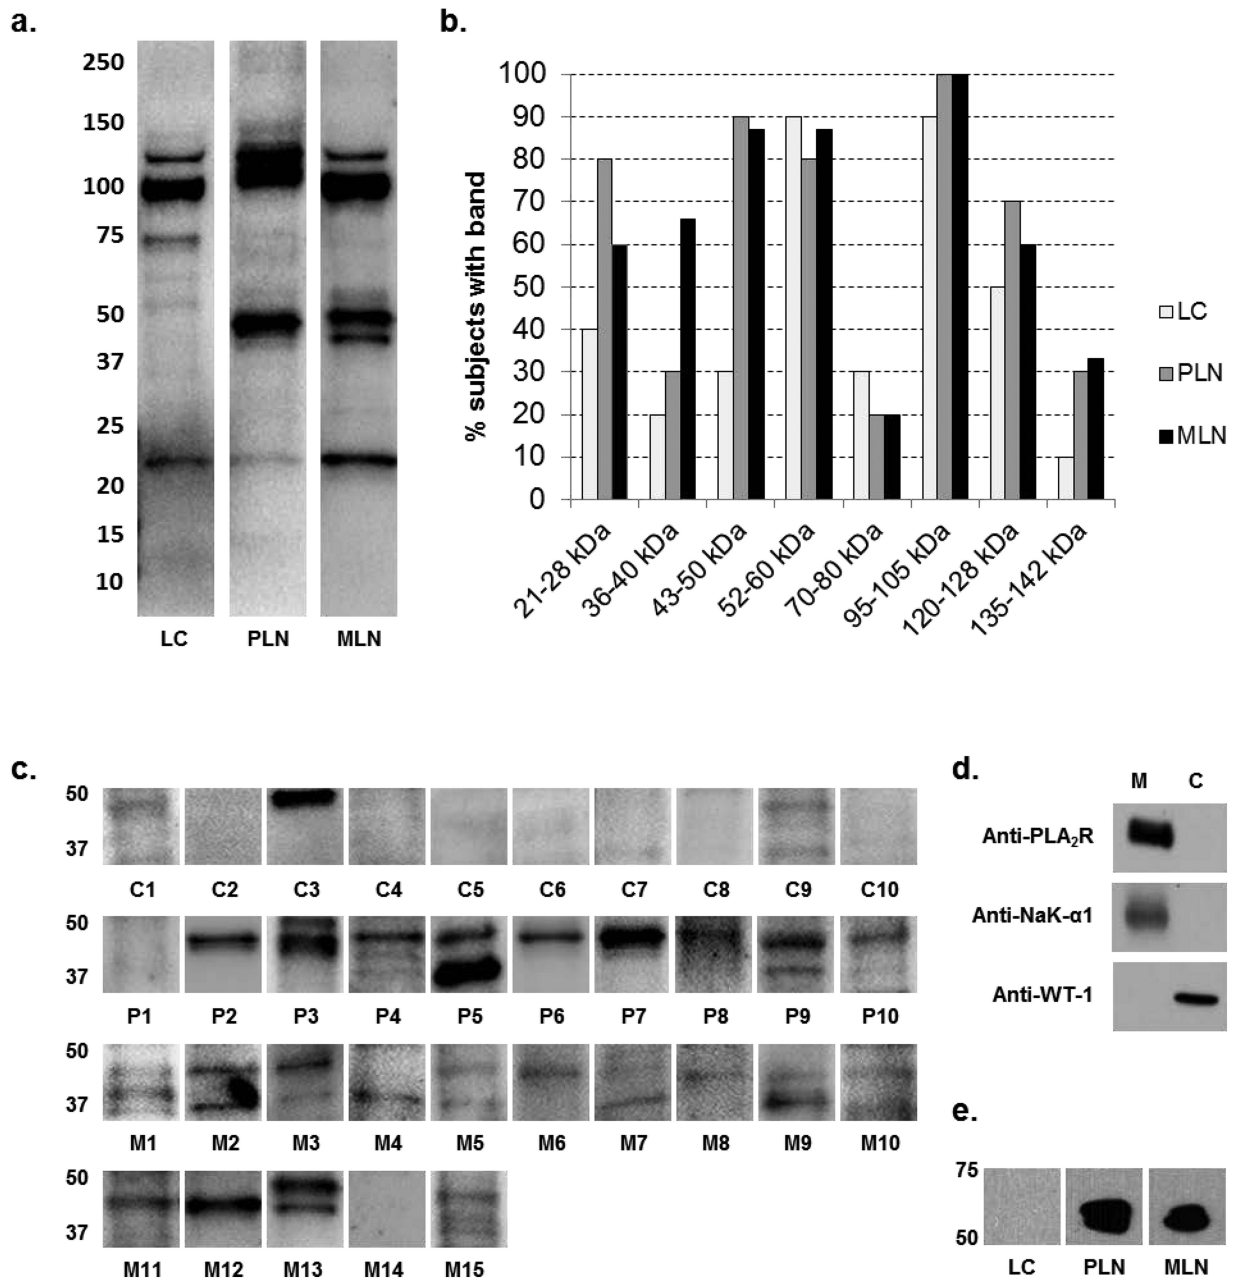 a.
250
150
100
75
50
37
25
20
15
10
LC PLN MLN
b.
% subjects with band
100
90
80
70
60
50
40
30
20
10
0
21-28 kDa
36-40 kDa
43-50 kDa
52-60 kDa
70-80 kDa
95-105 kDa
120-128 kDa
135-142 kDa
LC
PLN
MLN
c.
50
37
C1 C2 C3 C4 C5 C6 C7 C8 C9 C10
50
37
P1 P2 P3 P4 P5 P6 P7 P8 P9 P10
50
37
M1 M2 M3 M4 M5 M6 M7 M8 M9 M10
50
37
M11 M12 M13 M14 M15
d.
M C
Anti-PLA₂R
Anti-NaK-α1
Anti-WT-1
e.
75
50
LC PLN MLN